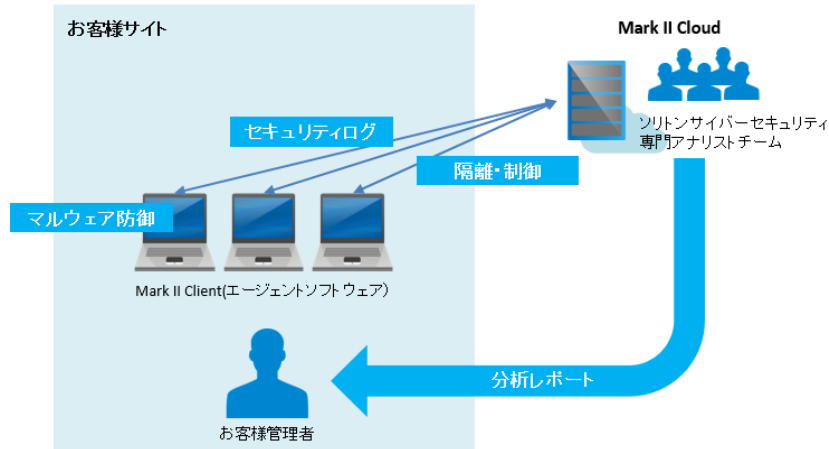 お客様サイト
Mark II Cloud
ソリトンサイバーセキュリティ
専門アナリストチーム
セキュリティログ
隔離・制御
マルウェア防御
Mark II Client(エージェントソフトウェア)
分析レポート
お客様管理者